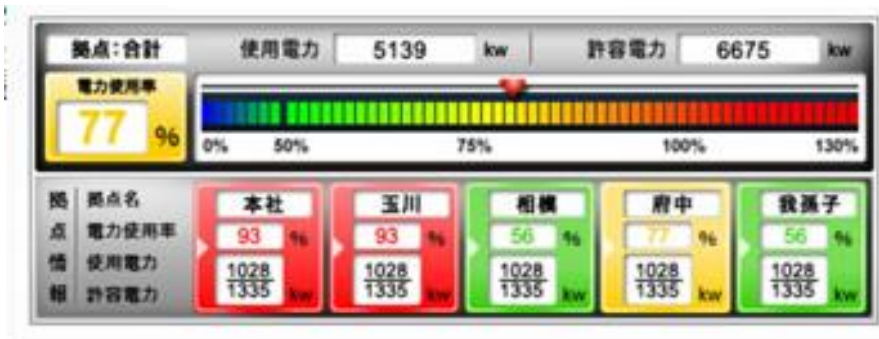 拠点:合計 使用電力 5139 kw 許容電力 6675 kw
電力使用率
77 %
0% 50% 75% 100% 130%
拠点情報
拠点名 本社 玉川 相模 府中 我孫子
電力使用率 93 % 93 % 56 % 77 % 56 %
使用電力 1028 1028 1028 1028 1028
許容電力 1335 kw 1335 kw 1335 kw 1335 kw 1335 kw